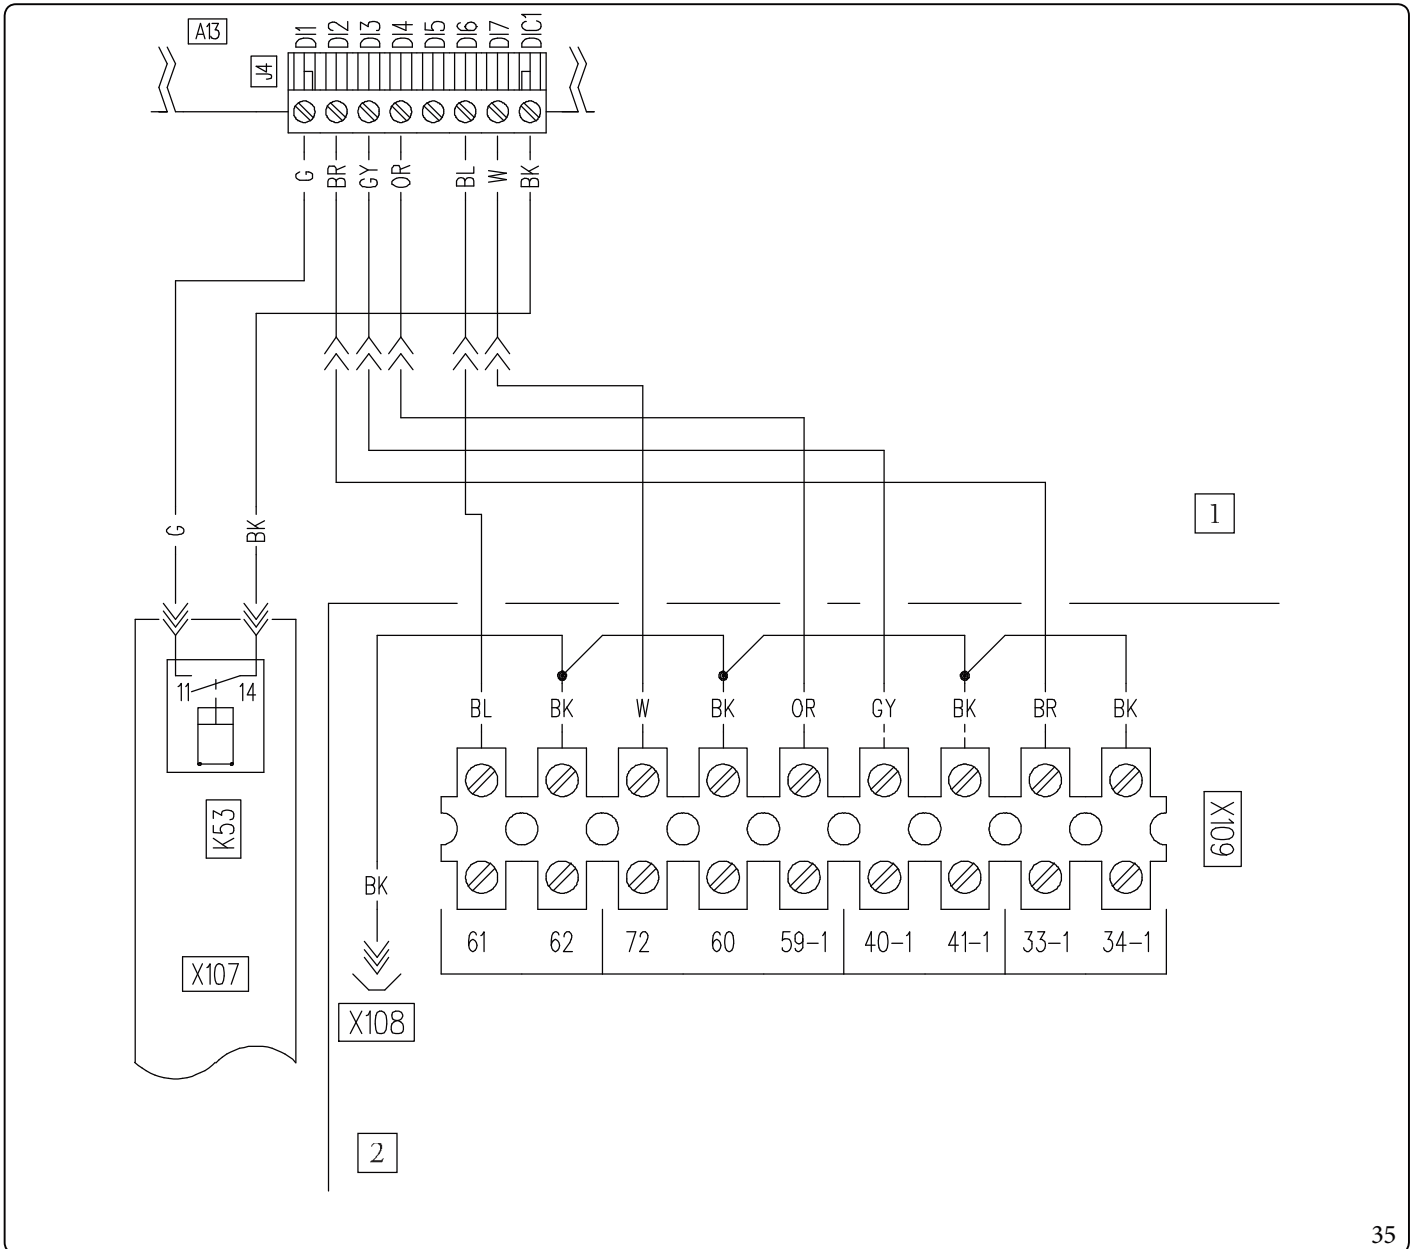 A13
J4
DI1 DI2 DI3 DI4 DI5 DI6 DI7 DIC1
G BR GY OR BL W BK
G BK
1
11 14
BL BK W BK OR GY BK BR BK
K53
X109
BK
61 62 72 60 59-1 40-1 41-1 33-1 34-1
X107
X108
2
35